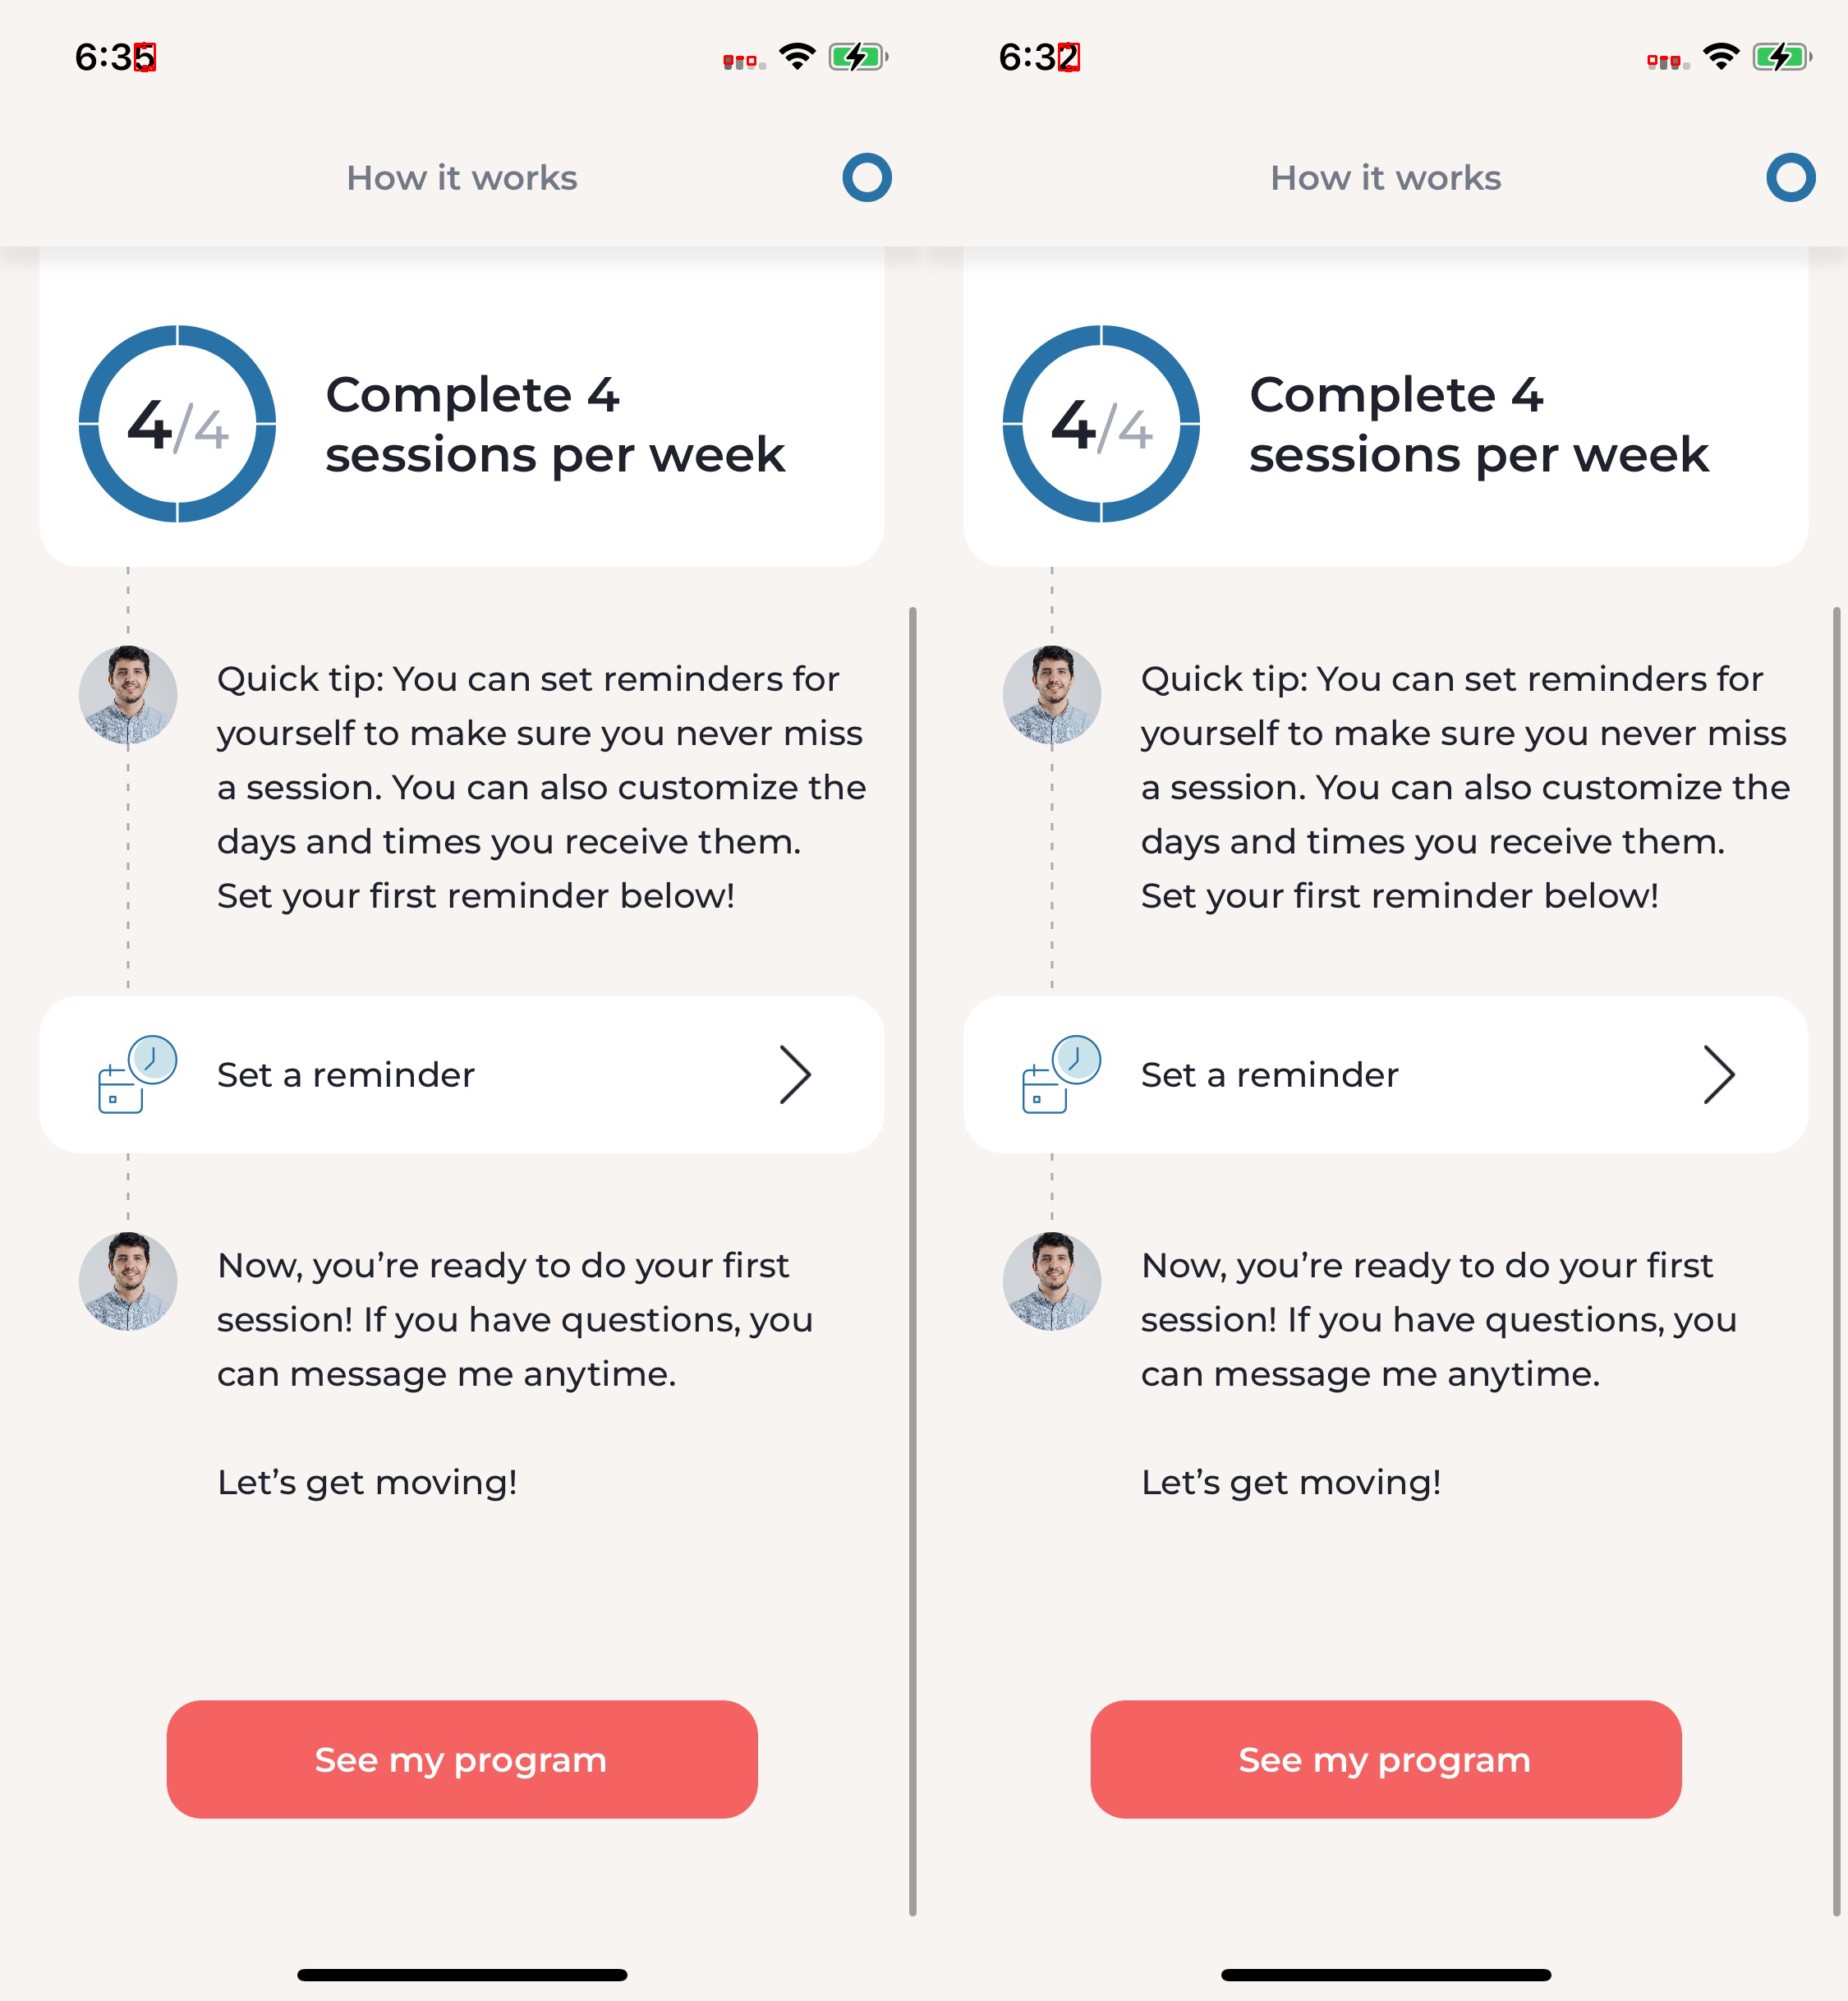 6:35
How it works
4/4
Complete 4
sessions per week
Quick tip: You can set reminders for
yourself to make sure you never miss
a session. You can also customize the
days and times you receive them.
Set your first reminder below!
Set a reminder
Now, you’re ready to do your first
session! If you have questions, you
can message me anytime.
Let’s get moving!
See my program
6:32
How it works
4/4
Complete 4
sessions per week
Quick tip: You can set reminders for
yourself to make sure you never miss
a session. You can also customize the
days and times you receive them.
Set your first reminder below!
Set a reminder
Now, you’re ready to do your first
session! If you have questions, you
can message me anytime.
Let’s get moving!
See my program